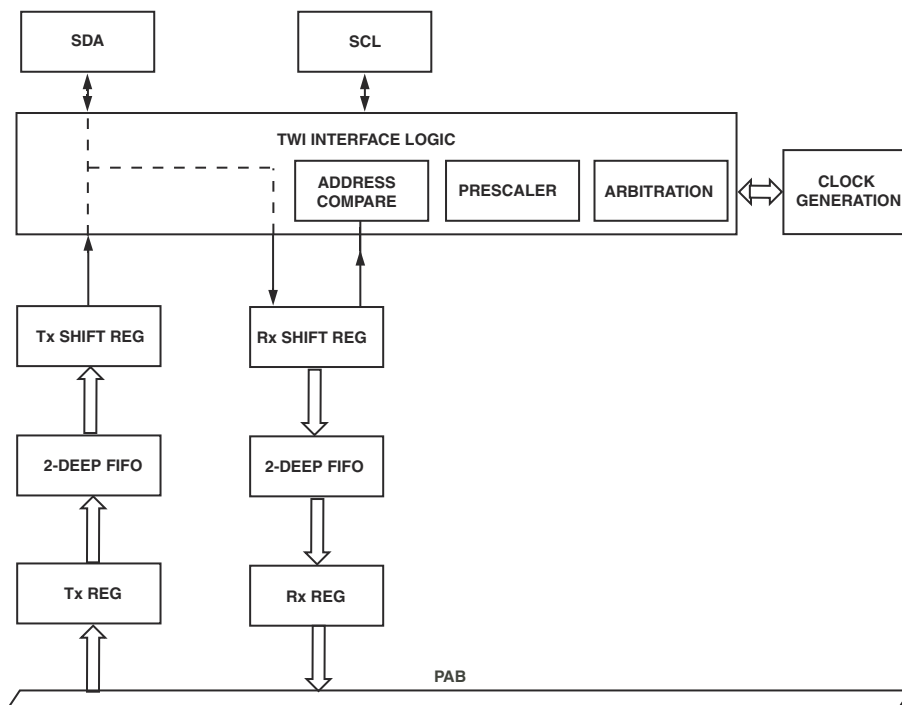 SDA
SCL
TWI INTERFACE LOGIC
ADDRESS
COMPARE
PRESCALER
ARBITRATION
CLOCK
GENERATION
Tx SHIFT REG
Rx SHIFT REG
2-DEEP FIFO
2-DEEP FIFO
Tx REG
Rx REG
PAB